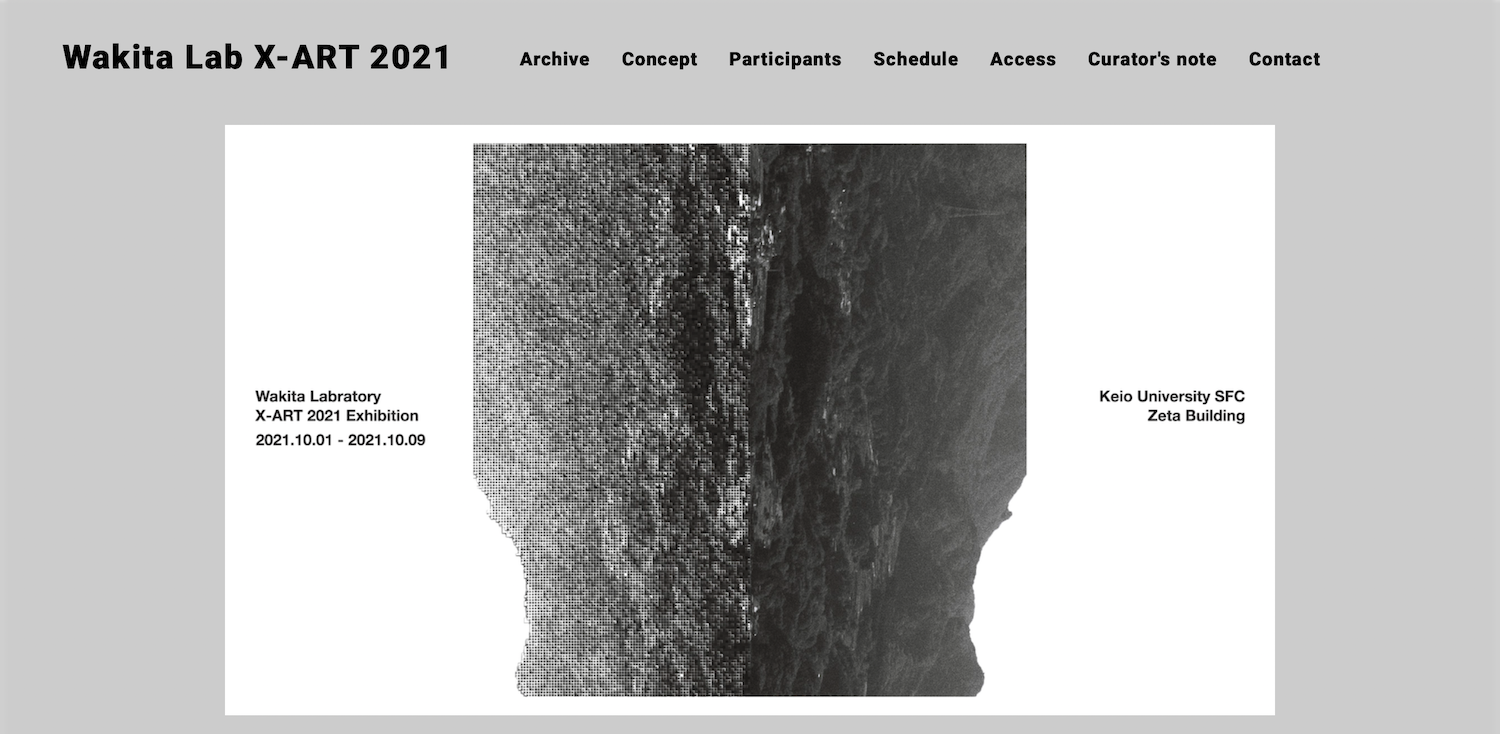 Wakita Lab X-ART 2021
Archive Concept Participants Schedule Access Curator's note Contact
Wakita Labratory
X-ART 2021 Exhibition
2021.10.01 - 2021.10.09
Keio University SFC
Zeta Building